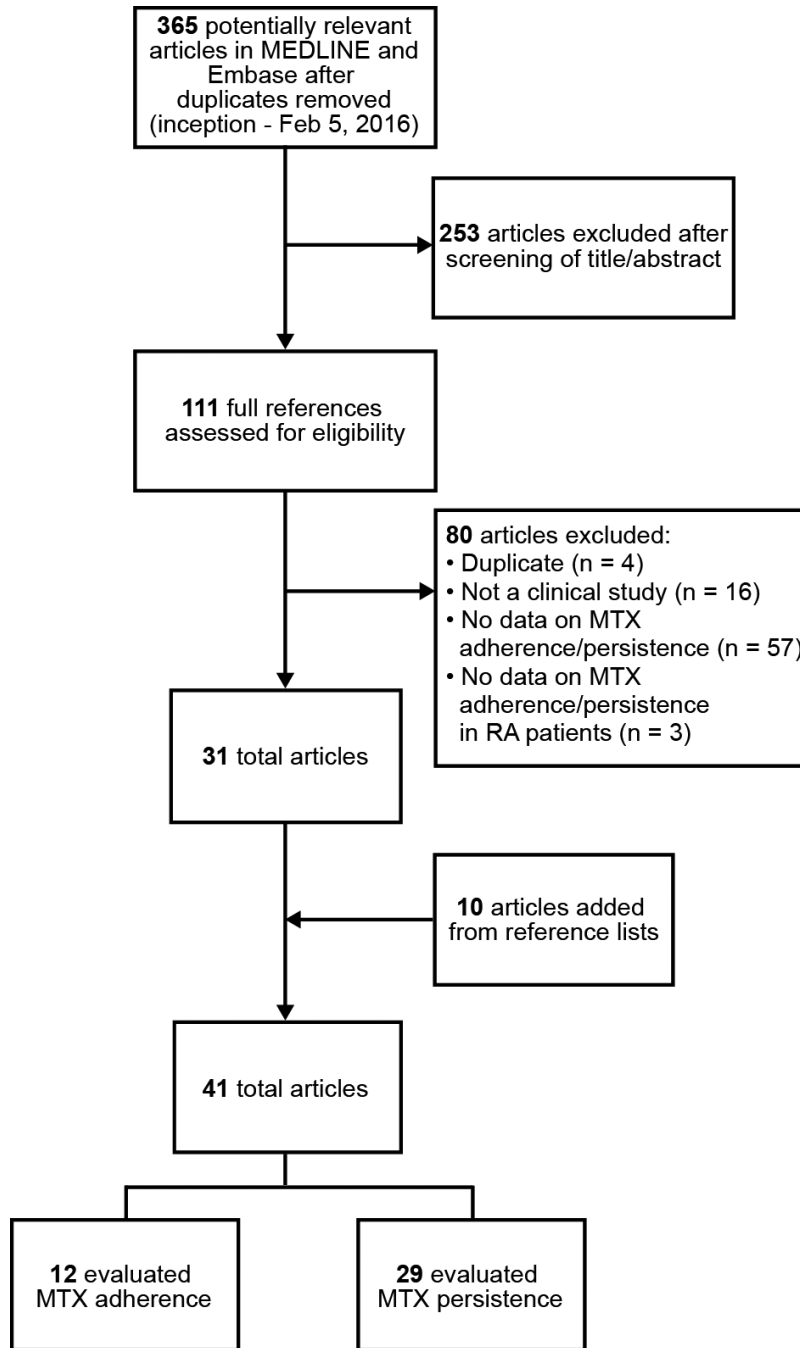 365 potentially relevant
articles in MEDLINE and
Embase after
duplicates removed
(inception - Feb 5, 2016)
253 articles excluded after
screening of title/abstract
111 full references
assessed for eligibility
80 articles excluded:
• Duplicate (n = 4)
• Not a clinical study (n = 16)
• No data on MTX
adherence/persistence (n = 57)
• No data on MTX
adherence/persistence
in RA patients (n = 3)
31 total articles
10 articles added
from reference lists
41 total articles
12 evaluated
MTX adherence
29 evaluated
MTX persistence